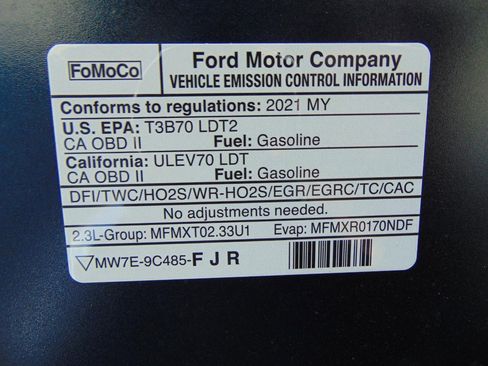 FoMoCo
Ford Motor Company
VEHICLE EMISSION CONTROL INFORMATION
Conforms to regulations: 2021 MY
U.S. EPA: T3B70 LDT2
CA OBD II Fuel: Gasoline
California: ULEV70 LDT
CA OBD II Fuel: Gasoline
DFI/TWC/HO2S/WR-HO2S/EGR/EGRC/TC/CAC
No adjustments needed.
2.3L-Group: MFMXT02.33U1 Evap: MFMXR0170NDF
▽MW7E-9C485-F J R